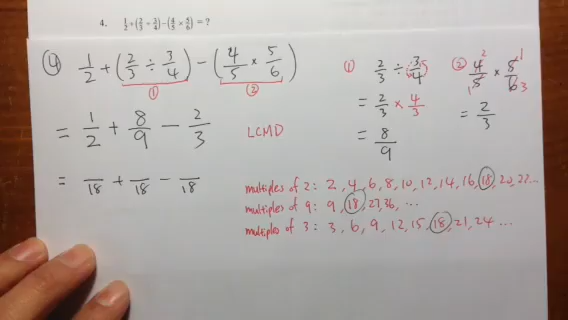 4. 1/2+(2/3÷3/4)−(4/5×5/6)=?
④ 1/2 + (2/3 ÷ 3/4) − (4/5 × 5/6)
① ②
= 1/2 + 8/9 − 2/3
= /18 + /18 − /18
LCMD
① 2/3 ÷ 3/4
= 2/3 × 4/3
= 8/9
② 4/5 × 5/6
2 1
1 3
= 2/3
multiples of 2: 2, 4, 6, 8, 10, 12, 14, 16, 18, 20, 22...
multiples of 9: 9, 18, 27, 36, ...
multiples of 3: 3, 6, 9, 12, 15, 18, 21, 24 ...